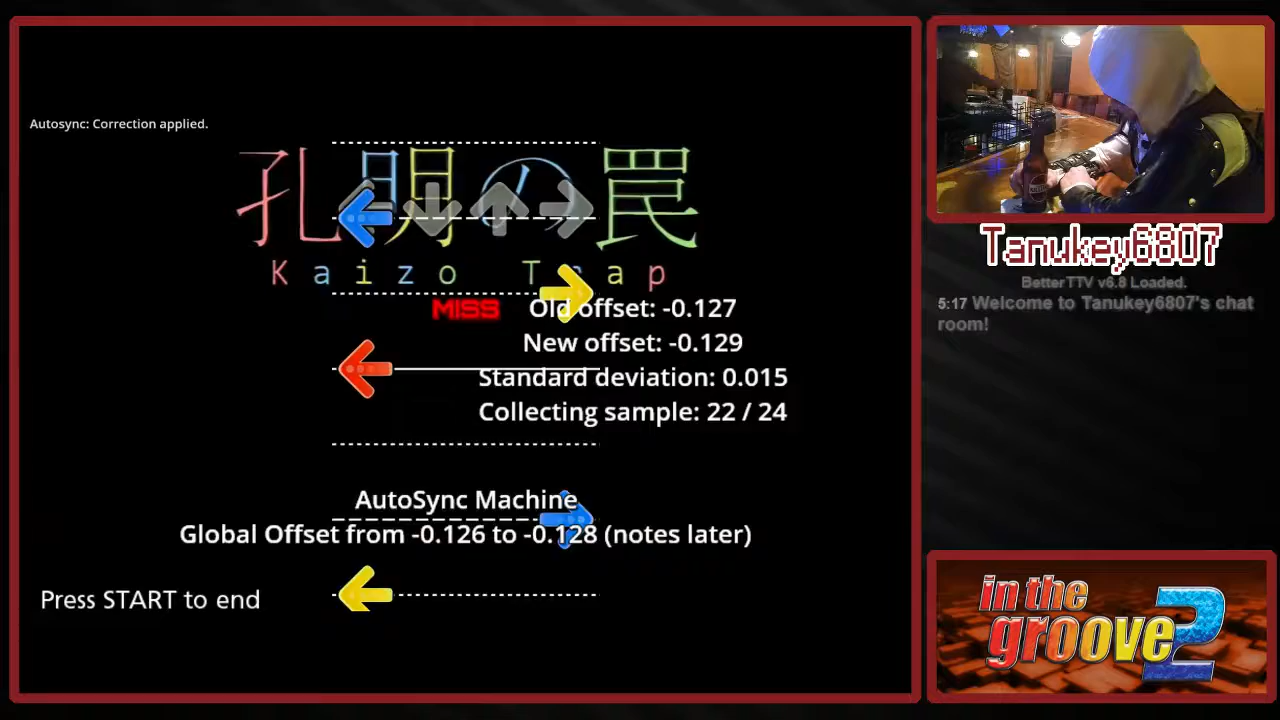 Autosync: Correction applied.
孔明の罠
Kaizo Trap
MISS
Old offset: -0.127
New offset: -0.129
Standard deviation: 0.015
Collecting sample: 22 / 24
AutoSync Machine
Global Offset from -0.126 to -0.128 (notes later)
Press START to end
Tanukey6807
BetterTTV v6.8 Loaded.
5:17 Welcome to Tanukey6807's chat
room!
in the
groove 2